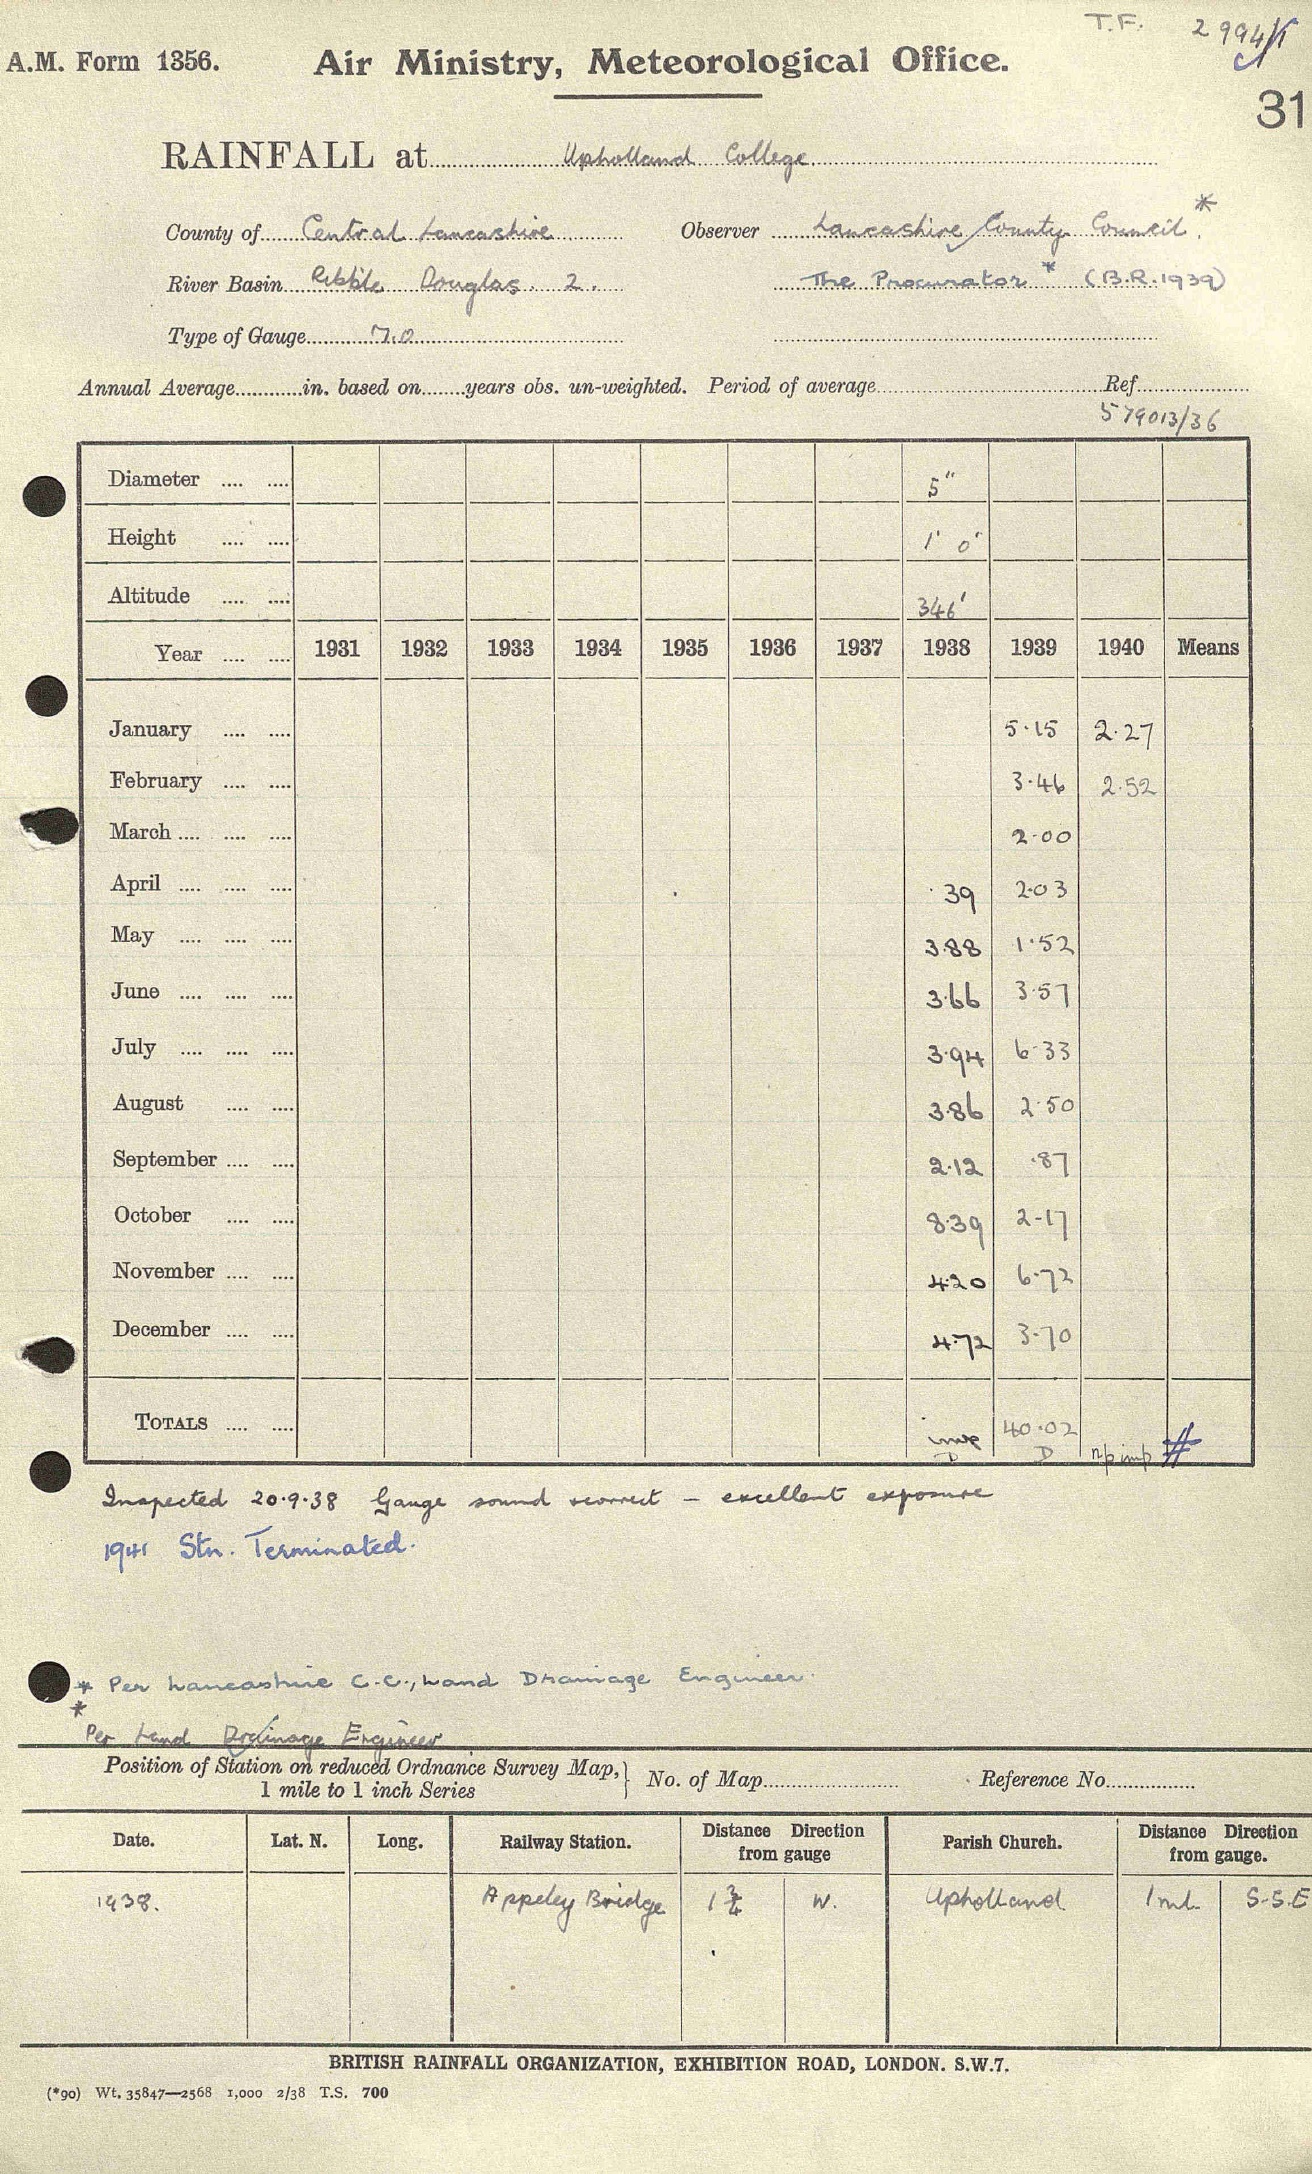 T.F. 2994/1
A.M. Form 1356. Air Ministry, Meteorological Office.
31
RAINFALL at Upholland College
County of Central Lancashire Observer Lancashire County Council *
River Basin Ribble Douglas. 2. The Procurator * (B.R.1939)
Type of Gauge 7.0
Annual Average............in. based on........years obs. un-weighted. Period of average............Ref............
579013/36
Diameter .... .... 5"
Height .... .... 1' 0"
Altitude .... .... 346'
Year .... .... 1931 1932 1933 1934 1935 1936 1937 1938 1939 1940 Means
January .... .... 5.15 2.27
February .... .... 3.46 2.52
March .... .... .... 2.00
April .... .... .... .39 2.03
May .... .... .... 3.88 1.52
June .... .... .... 3.66 3.57
July .... .... .... 3.94 6.33
August .... .... 3.86 2.50
September .... .... 2.12 .87
October .... .... 8.39 2.17
November .... .... 4.20 6.72
December .... .... 4.72 3.70
TOTALS .... .... 40.02
D D n/p imp #
Inspected 20.9.38 Gauge sound & correct – excellent exposure
1941 Stn. Terminated.
* Per Lancashire C.C., Land Drainage Engineer.
*
Per Land Drainage Engineer
Position of Station on reduced Ordnance Survey Map, } No. of Map............ Reference No............
1 mile to 1 inch Series
Date. Lat. N. Long. Railway Station. Distance Direction from gauge Parish Church. Distance Direction from gauge.
1938. Appeley Bridge 1 3/4 W. Upholland 1 ml. S-S.E
BRITISH RAINFALL ORGANIZATION, EXHIBITION ROAD, LONDON. S.W.7.
(*90) Wt. 35847—2568 1,000 2/38 T.S. 700